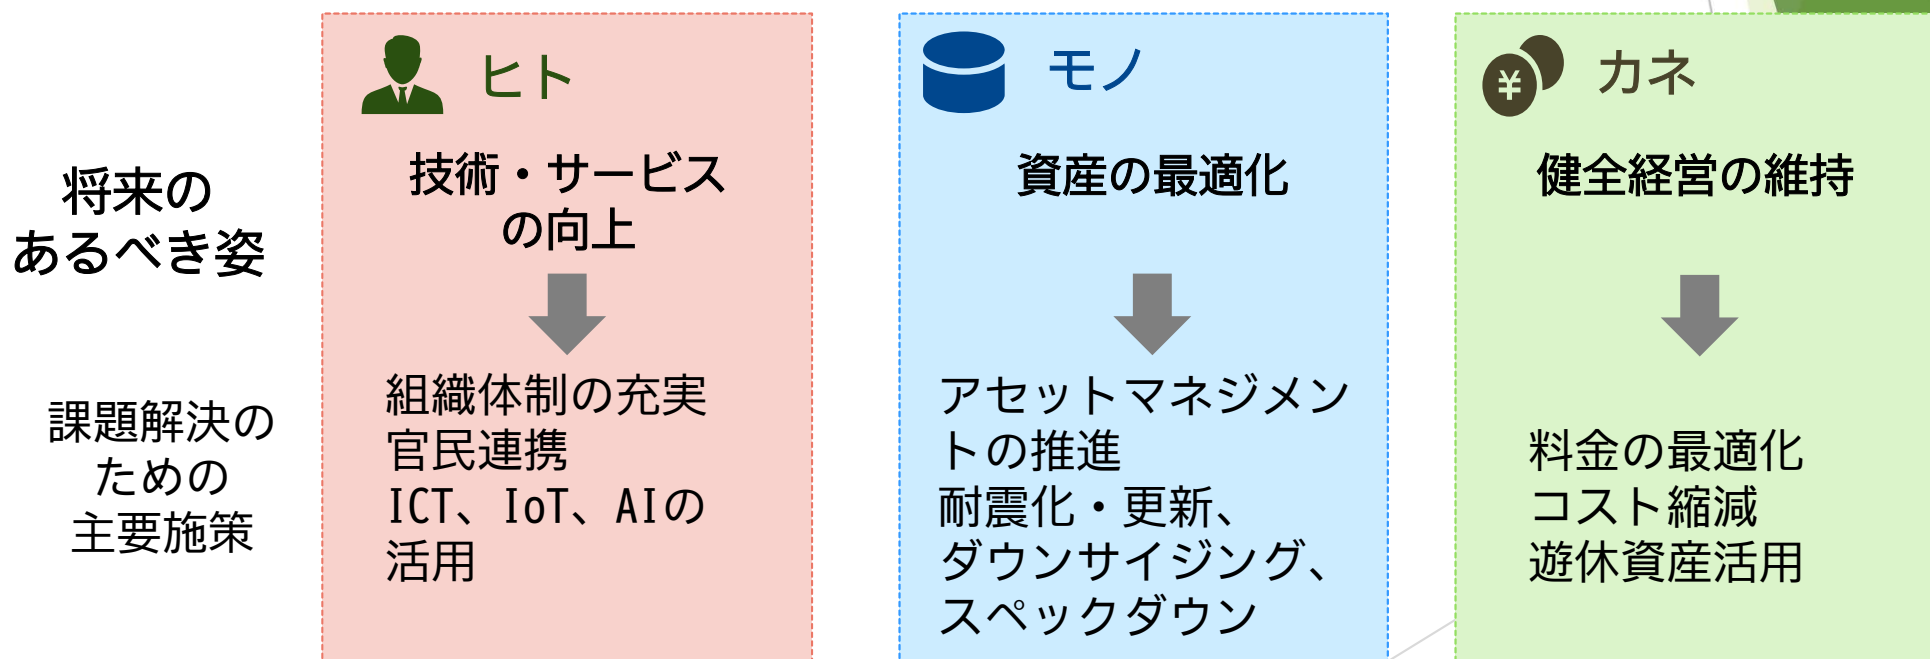 将来の
あるべき姿
課題解決の
ための
主要施策
ヒト
技術・サービス
の向上
組織体制の充実
官民連携
ICT、IoT、AIの
活用
モノ
資産の最適化
アセットマネジメン
トの推進
耐震化・更新、
ダウンサイジング、
スペックダウン
¥
カネ
健全経営の維持
料金の最適化
コスト縮減
遊休資産活用